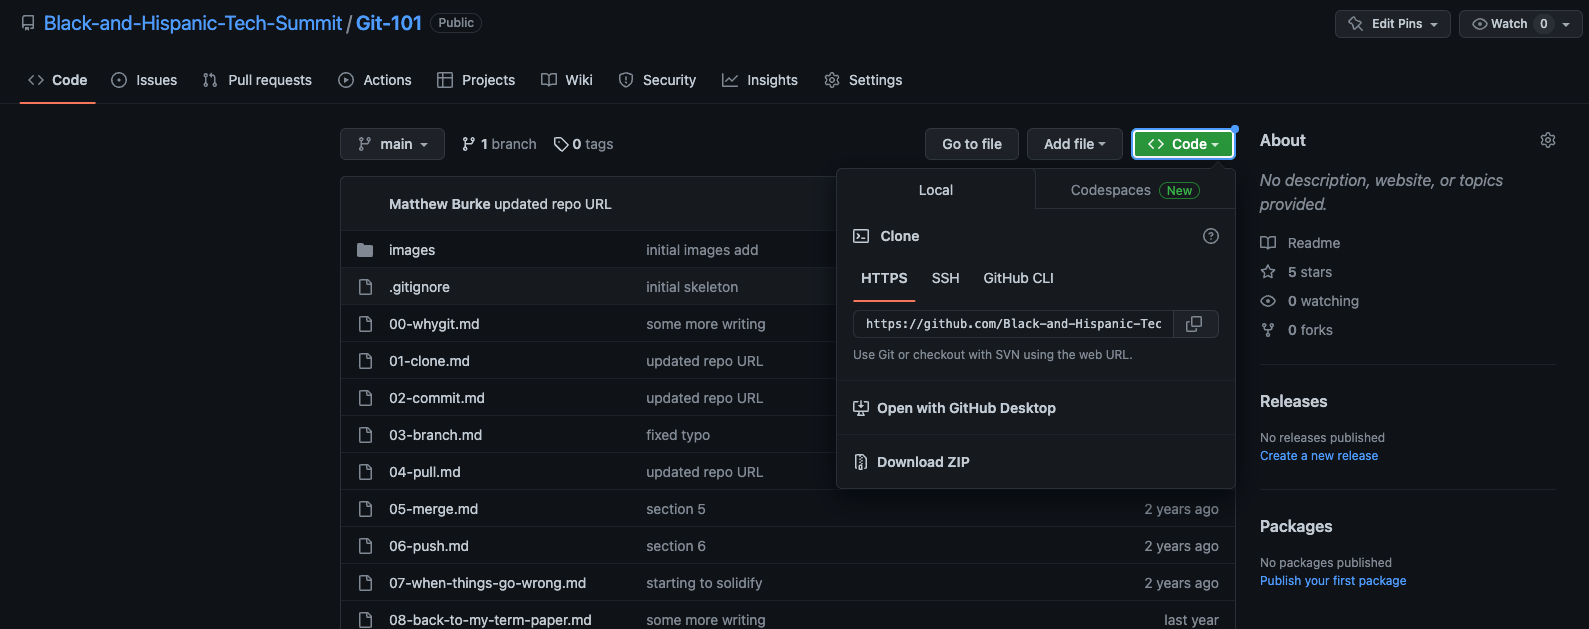 Black-and-Hispanic-Tech-Summit / Git-101 Public
Edit Pins
Watch 0
Code Issues Pull requests Actions Projects Wiki Security Insights Settings
main 1 branch 0 tags
Go to file Add file Code
Matthew Burke updated repo URL
images initial images add
.gitignore initial skeleton
00-whygit.md some more writing
01-clone.md updated repo URL
02-commit.md updated repo URL
03-branch.md fixed typo
04-pull.md updated repo URL
05-merge.md section 5 2 years ago
06-push.md section 6 2 years ago
07-when-things-go-wrong.md starting to solidify 2 years ago
08-back-to-my-term-paper.md some more writing last year
Local Codespaces New
Clone
HTTPS SSH GitHub CLI
https://github.com/Black-and-Hispanic-Tec
Use Git or checkout with SVN using the web URL.
Open with GitHub Desktop
Download ZIP
About
No description, website, or topics
provided.
Readme
5 stars
0 watching
0 forks
Releases
No releases published
Create a new release
Packages
No packages published
Publish your first package